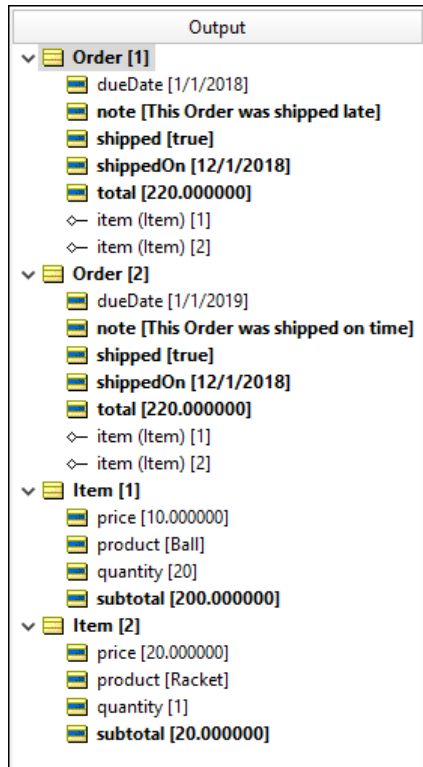 Output
Order [1]
dueDate [1/1/2018]
note [This Order was shipped late]
shipped [true]
shippedOn [12/1/2018]
total [220.000000]
item (Item) [1]
item (Item) [2]
Order [2]
dueDate [1/1/2019]
note [This Order was shipped on time]
shipped [true]
shippedOn [12/1/2018]
total [220.000000]
item (Item) [1]
item (Item) [2]
Item [1]
price [10.000000]
product [Ball]
quantity [20]
subtotal [200.000000]
Item [2]
price [20.000000]
product [Racket]
quantity [1]
subtotal [20.000000]